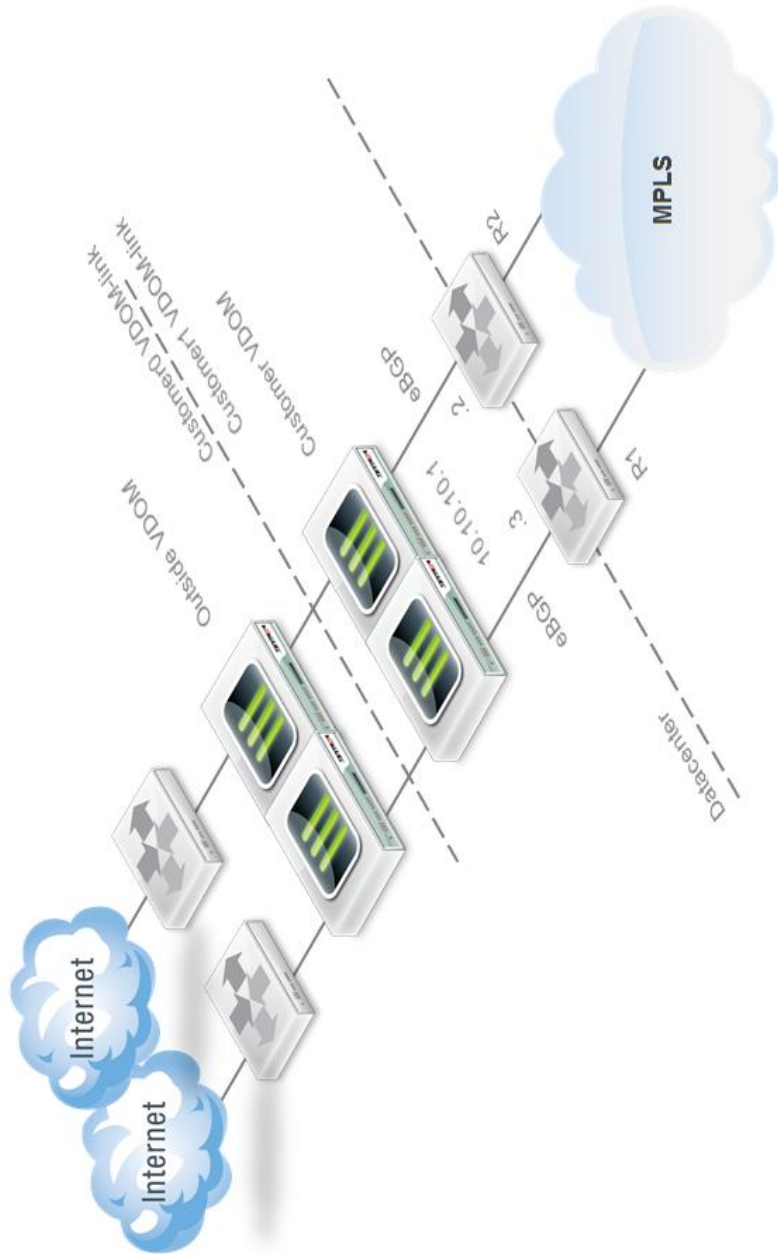 Internet
Internet
Outside VDOM
Customer0 VDOM-link
Customer1 VDOM-link
Customer VDOM
eBGP
.2
R2
10.10.10.1
.3
eBGP
R1
Datacenter
MPLS